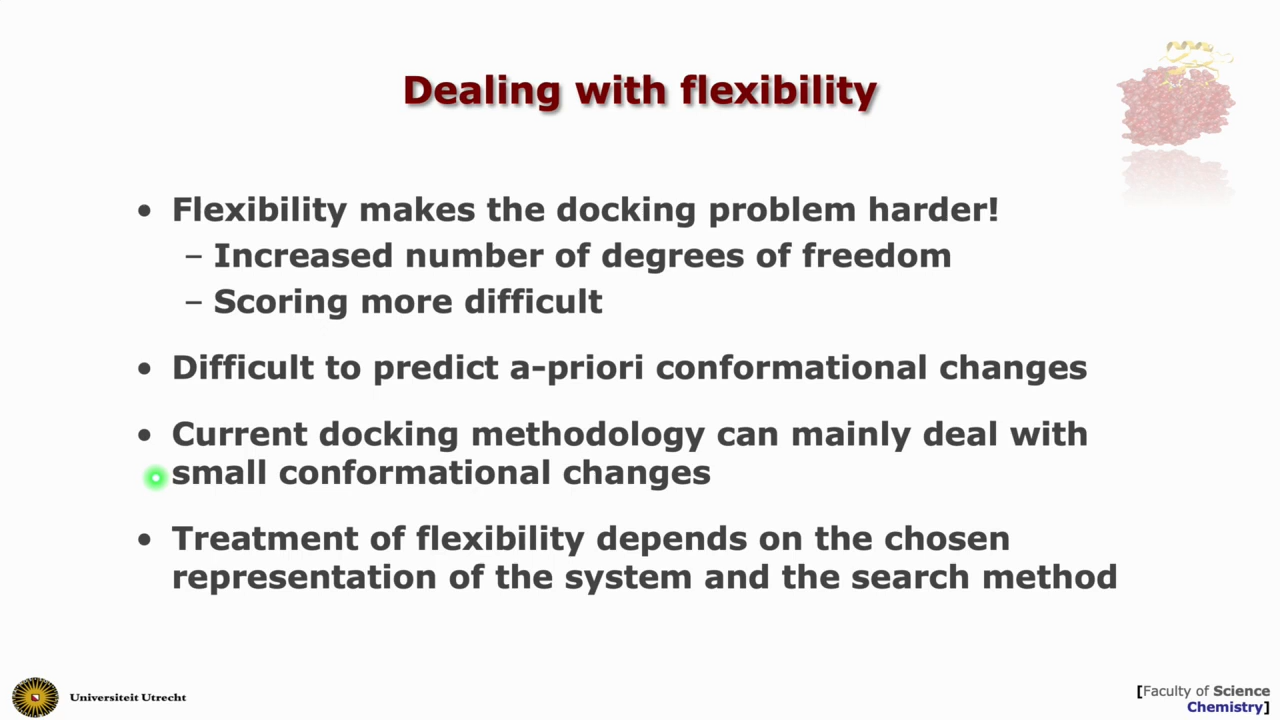 Dealing with flexibility
• Flexibility makes the docking problem harder!
– Increased number of degrees of freedom
– Scoring more difficult
• Difficult to predict a-priori conformational changes
• Current docking methodology can mainly deal with
small conformational changes
• Treatment of flexibility depends on the chosen
representation of the system and the search method
Universiteit Utrecht
[Faculty of Science
Chemistry]